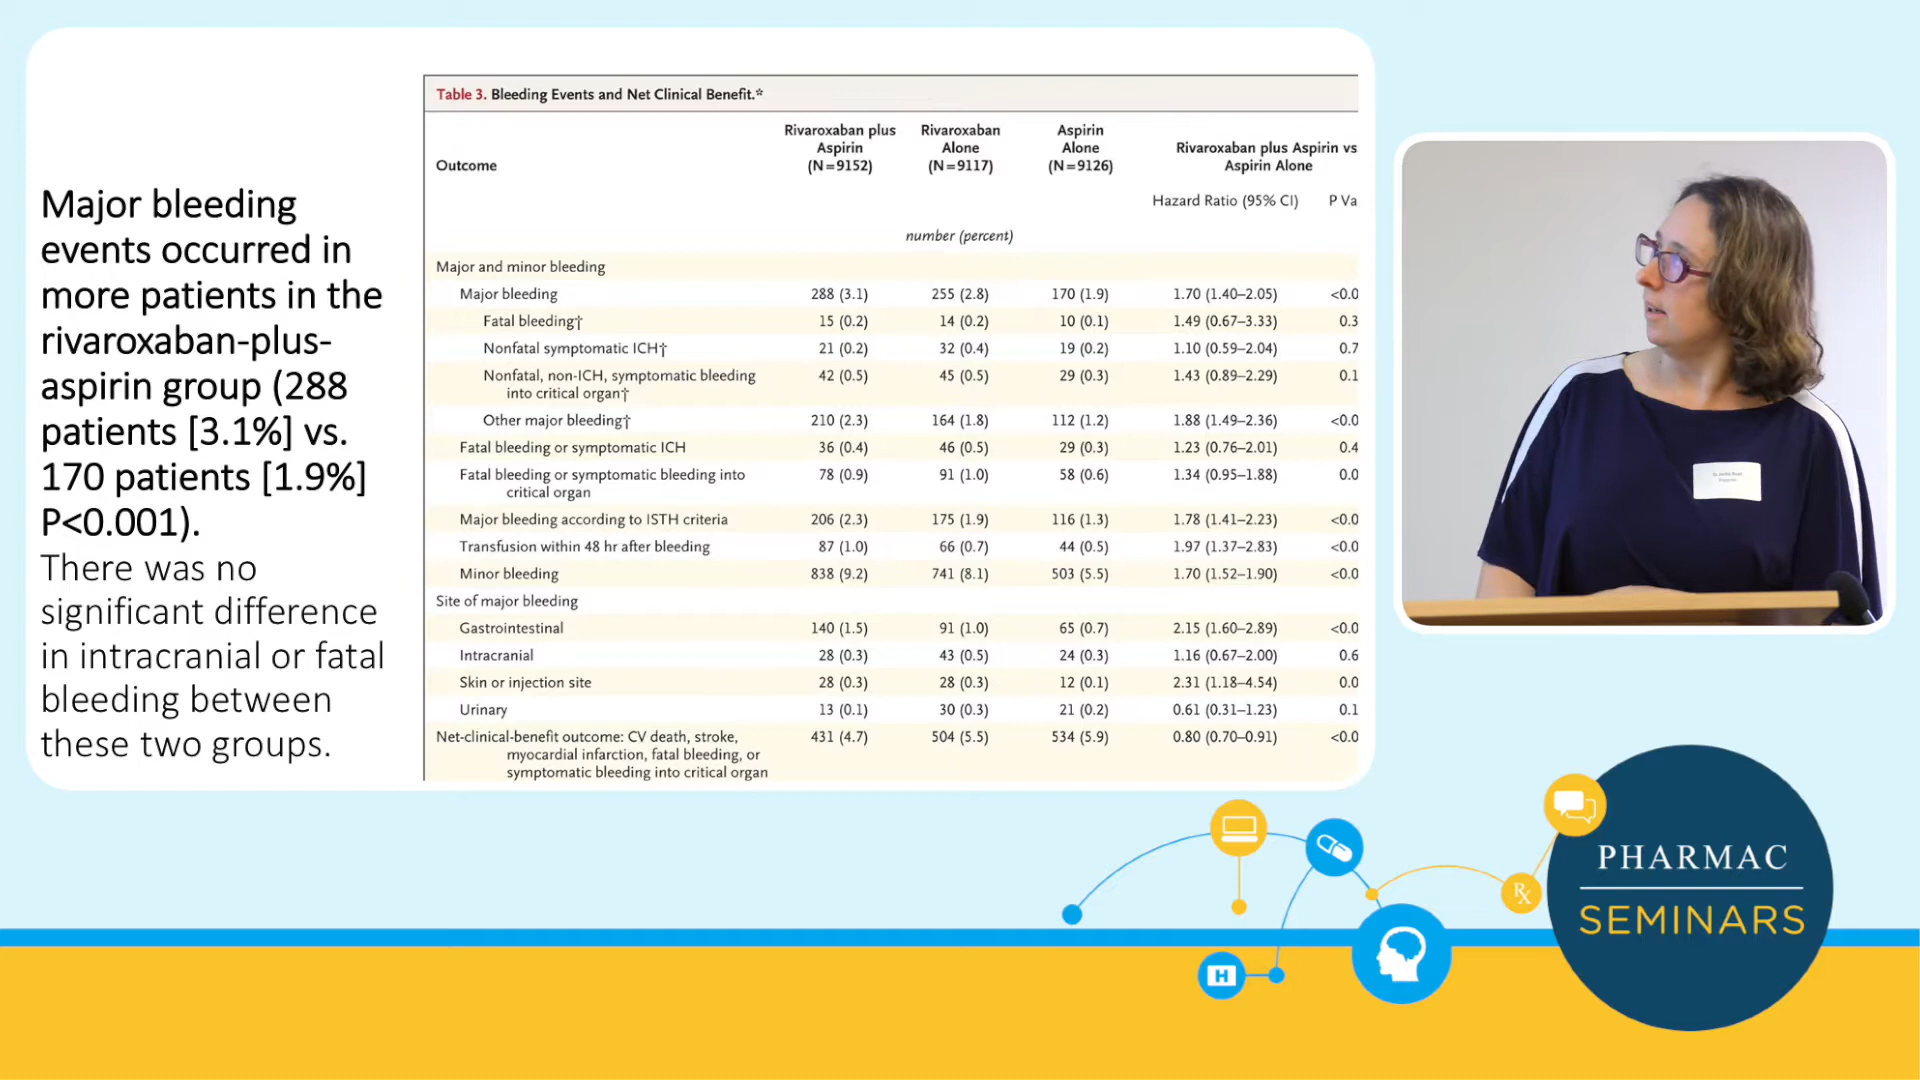 Major bleeding
events occurred in
more patients in the
rivaroxaban-plus-
aspirin group (288
patients [3.1%] vs.
170 patients [1.9%]
P<0.001).
There was no
significant difference
in intracranial or fatal
bleeding between
these two groups.
Table 3. Bleeding Events and Net Clinical Benefit.*
Outcome
Rivaroxaban plus
Aspirin
(N=9152)
Rivaroxaban
Alone
(N=9117)
Aspirin
Alone
(N=9126)
Rivaroxaban plus Aspirin vs
Aspirin Alone
Hazard Ratio (95% CI) P Va
number (percent)
Major and minor bleeding
Major bleeding 288 (3.1) 255 (2.8) 170 (1.9) 1.70 (1.40–2.05) <0.0
Fatal bleeding† 15 (0.2) 14 (0.2) 10 (0.1) 1.49 (0.67–3.33) 0.3
Nonfatal symptomatic ICH† 21 (0.2) 32 (0.4) 19 (0.2) 1.10 (0.59–2.04) 0.7
Nonfatal, non-ICH, symptomatic bleeding 42 (0.5) 45 (0.5) 29 (0.3) 1.43 (0.89–2.29) 0.1
into critical organ†
Other major bleeding† 210 (2.3) 164 (1.8) 112 (1.2) 1.88 (1.49–2.36) <0.0
Fatal bleeding or symptomatic ICH 36 (0.4) 46 (0.5) 29 (0.3) 1.23 (0.76–2.01) 0.4
Fatal bleeding or symptomatic bleeding into 78 (0.9) 91 (1.0) 58 (0.6) 1.34 (0.95–1.88) 0.0
critical organ
Major bleeding according to ISTH criteria 206 (2.3) 175 (1.9) 116 (1.3) 1.78 (1.41–2.23) <0.0
Transfusion within 48 hr after bleeding 87 (1.0) 66 (0.7) 44 (0.5) 1.97 (1.37–2.83) <0.0
Minor bleeding 838 (9.2) 741 (8.1) 503 (5.5) 1.70 (1.52–1.90) <0.0
Site of major bleeding
Gastrointestinal 140 (1.5) 91 (1.0) 65 (0.7) 2.15 (1.60–2.89) <0.0
Intracranial 28 (0.3) 43 (0.5) 24 (0.3) 1.16 (0.67–2.00) 0.6
Skin or injection site 28 (0.3) 28 (0.3) 12 (0.1) 2.31 (1.18–4.54) 0.0
Urinary 13 (0.1) 30 (0.3) 21 (0.2) 0.61 (0.31–1.23) 0.1
Net-clinical-benefit outcome: CV death, stroke, 431 (4.7) 504 (5.5) 534 (5.9) 0.80 (0.70–0.91) <0.0
myocardial infarction, fatal bleeding, or
symptomatic bleeding into critical organ
H
Rx
PHARMAC
SEMINARS